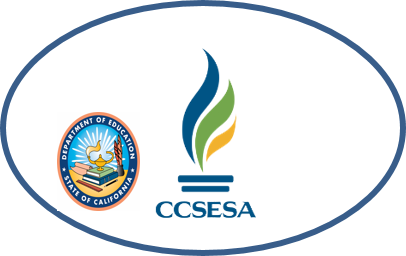 DEPARTMENT OF EDUCATION
STATE OF CALIFORNIA
CCSESA